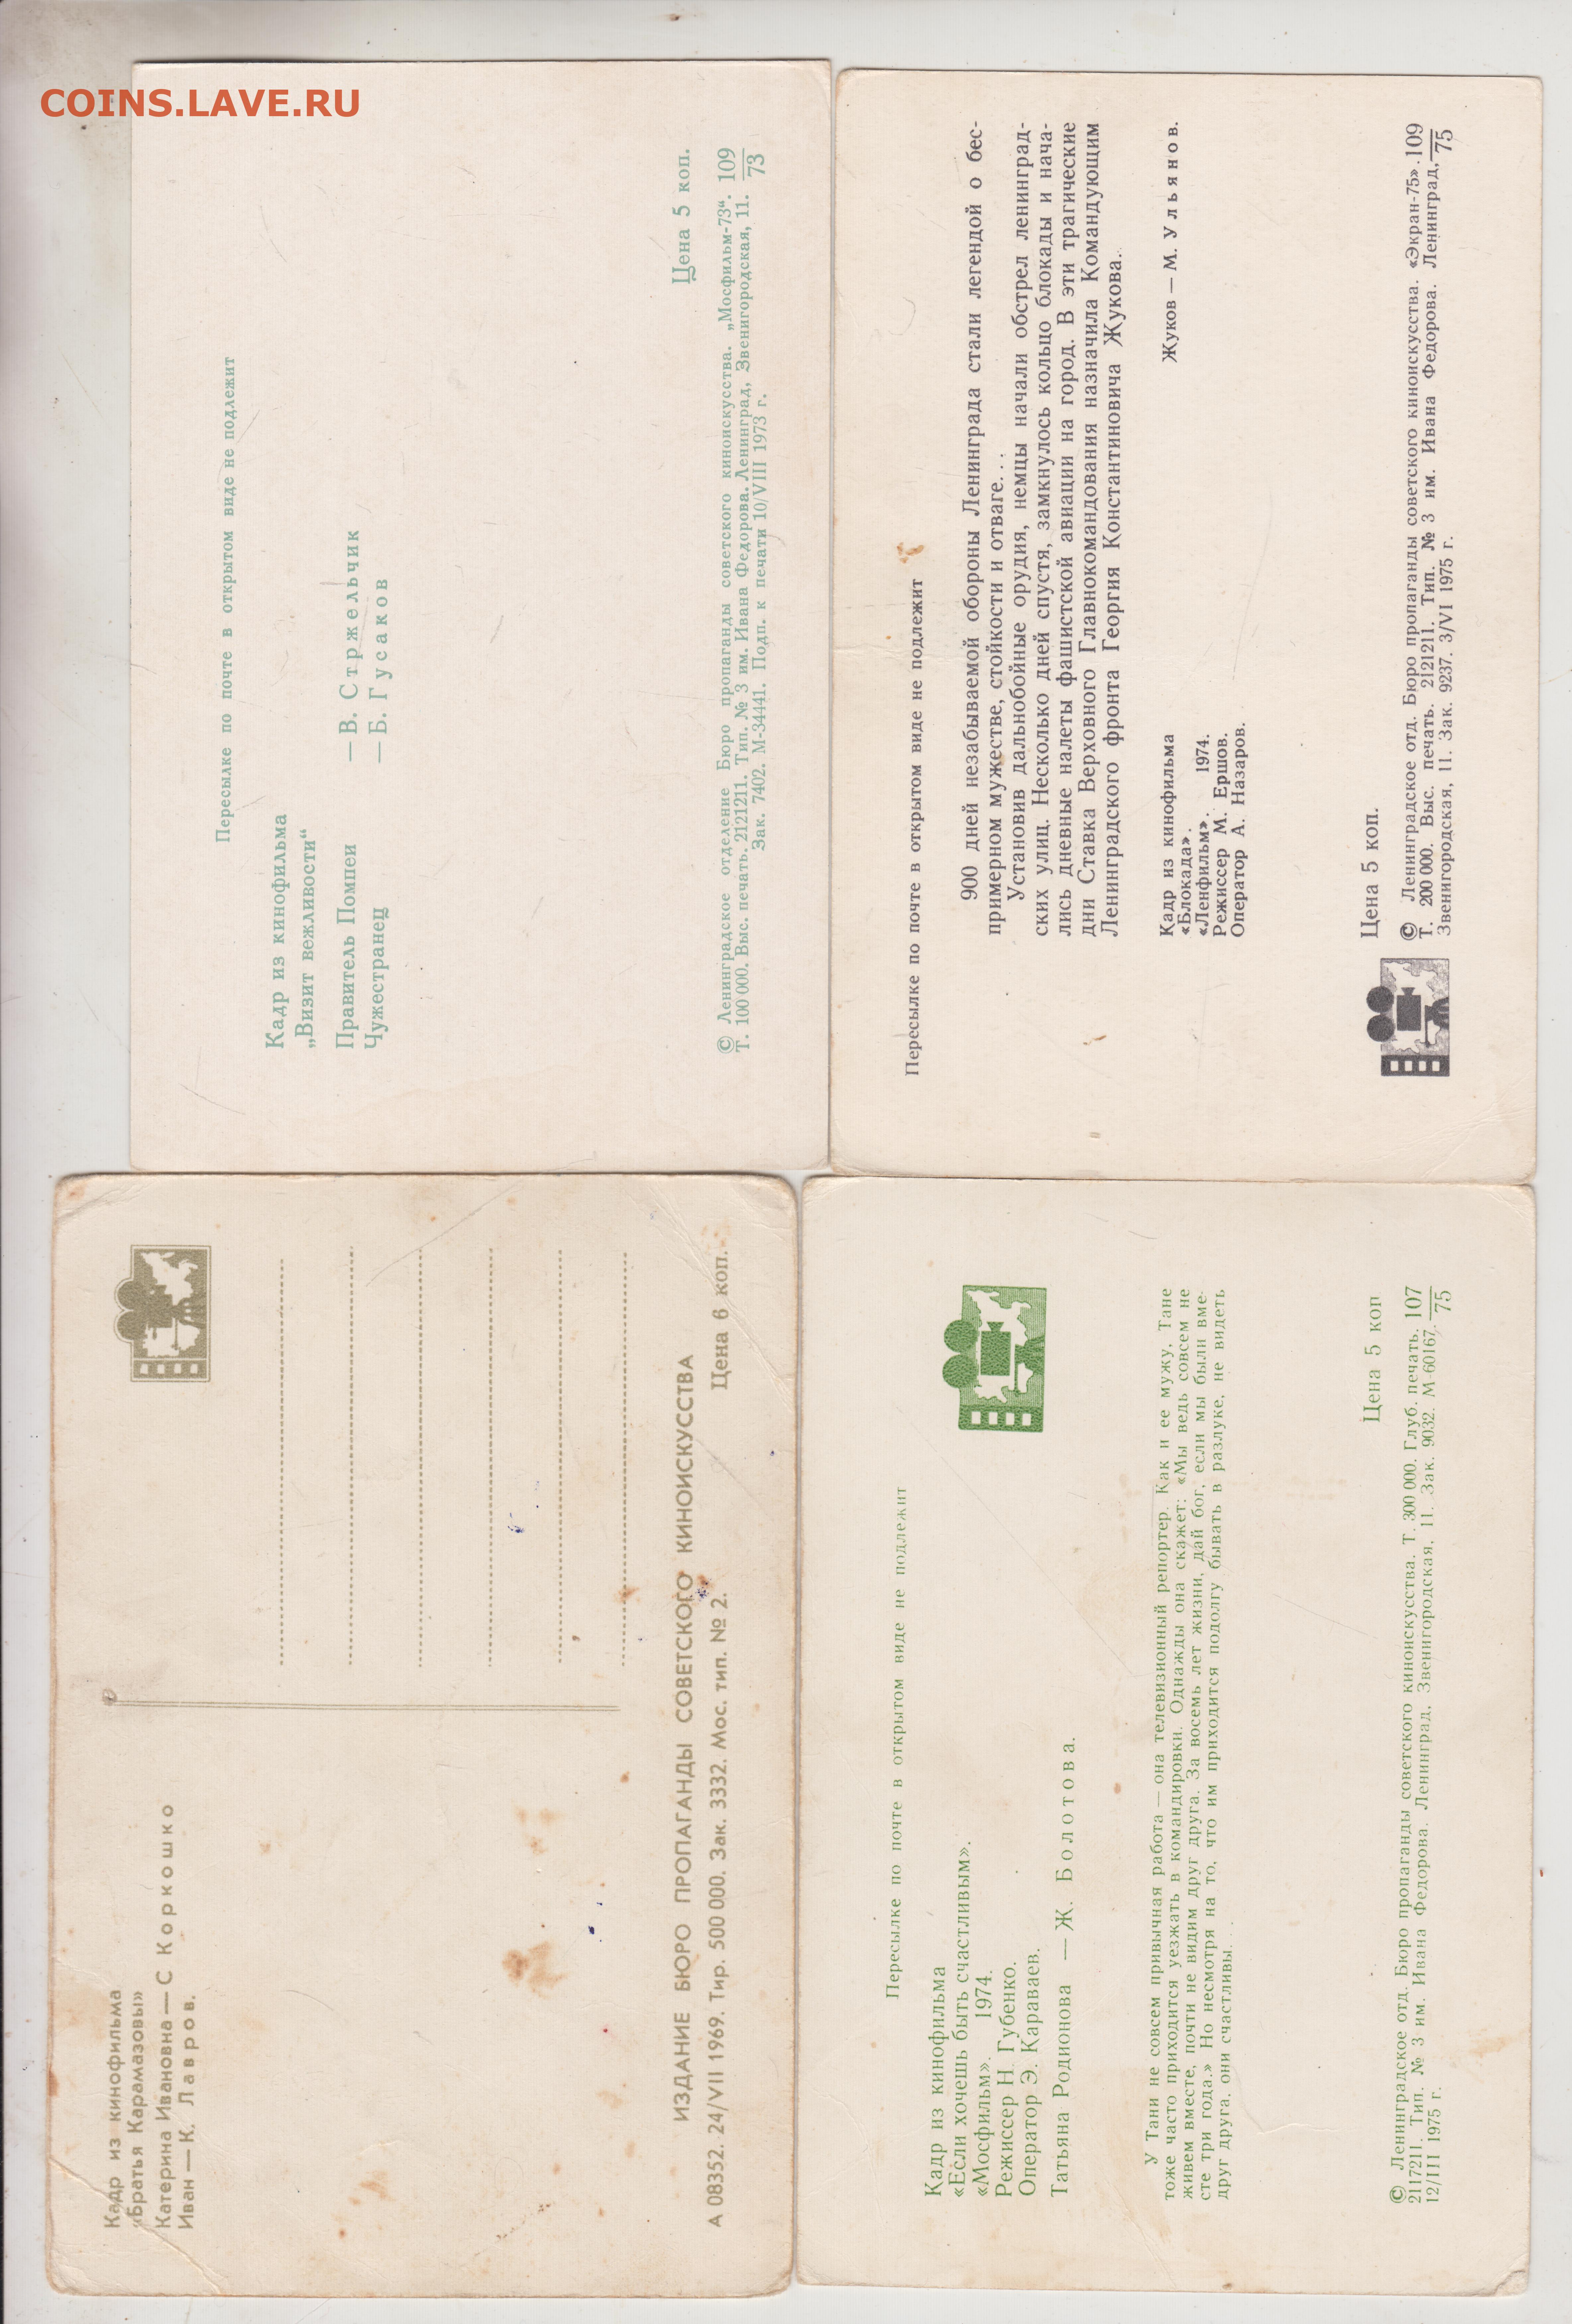 COINS.LAVE.RU
Пересылке по почте в открытом виде не подлежит
Кадр из кинофильма
„Визит вежливости“
Правитель Помпеи — В. Стржельчик
Чужестранец — Б. Гусаков
Цена 5 коп.
© Ленинградское отделение Бюро пропаганды советского киноискусства. „Мосфильм-73“. 109
Т. 100 000. Выс. печать. 2121211. Тип. № 3 им. Ивана Федорова. Ленинград, Звенигородская, 11. 73
Зак. 7402. М-34441. Подп. к печати 10/VIII 1973 г.
Пересылке по почте в открытом виде не подлежит
900 дней незабываемой обороны Ленинграда стали легендой о бес-
примерном мужестве, стойкости и отваге...
Установив дальнобойные орудия, немцы начали обстрел ленинград-
ских улиц. Несколько дней спустя, замкнулось кольцо блокады и нача-
лись дневные налеты фашистской авиации на город. В эти трагические
дни Ставка Верховного Главнокомандования назначила Командующим
Ленинградского фронта Георгия Константиновича Жукова.
Кадр из кинофильма
«Блокада».
«Ленфильм». 1974.
Режиссер М. Ершов.
Оператор А. Назаров.
Жуков — М. Ульянов.
Цена 5 коп.
© Ленинградское отд. Бюро пропаганды советского киноискусства. «Экран-75». 109
Т. 200 000. Выс. печать. 2121211. Тип. № 3 им. Ивана Федорова. Ленинград, 75
Звенигородская, 11. Зак. 9237. 3/VI 1975 г.
Кадр из кинофильма
«Братья Карамазовы»
Катерина Ивановна — С Коркошко
Иван — К. Лавров.
ИЗДАНИЕ БЮРО ПРОПАГАНДЫ СОВЕТСКОГО КИНОИСКУССТВА
А 08352. 24/VII 1969. Тир. 500 000. Зак. 3332. Мос. тип. № 2. Цена 6 коп.
Пересылке по почте в открытом виде не подлежит
Кадр из кинофильма
«Если хочешь быть счастливым».
«Мосфильм». 1974.
Режиссер Н. Губенко.
Оператор Э. Караваев.
Татьяна Родионова — Ж. Болотова.
У Тани не совсем привычная работа — она телевизионный репортер. Как и ее мужу, Тане
тоже часто приходится уезжать в командировки. Однажды она скажет: «Мы ведь совсем не
живем вместе, почти не видим друг друга. За восемь лет жизни, дай бог, если мы были вме-
сте три года.» Но несмотря на то, что им приходится подолгу бывать в разлуке, не видеть
друг друга, они счастливы...
Цена 5 коп
© Ленинградское отд. Бюро пропаганды советского киноискусства. Т. 300 000. Глуб. печать. 107
2117211. Тип. № 3 им. Ивана Федорова. Ленинград, Звенигородская, 11. Зак. 9032. М-60167. 75
12/III 1975 г.